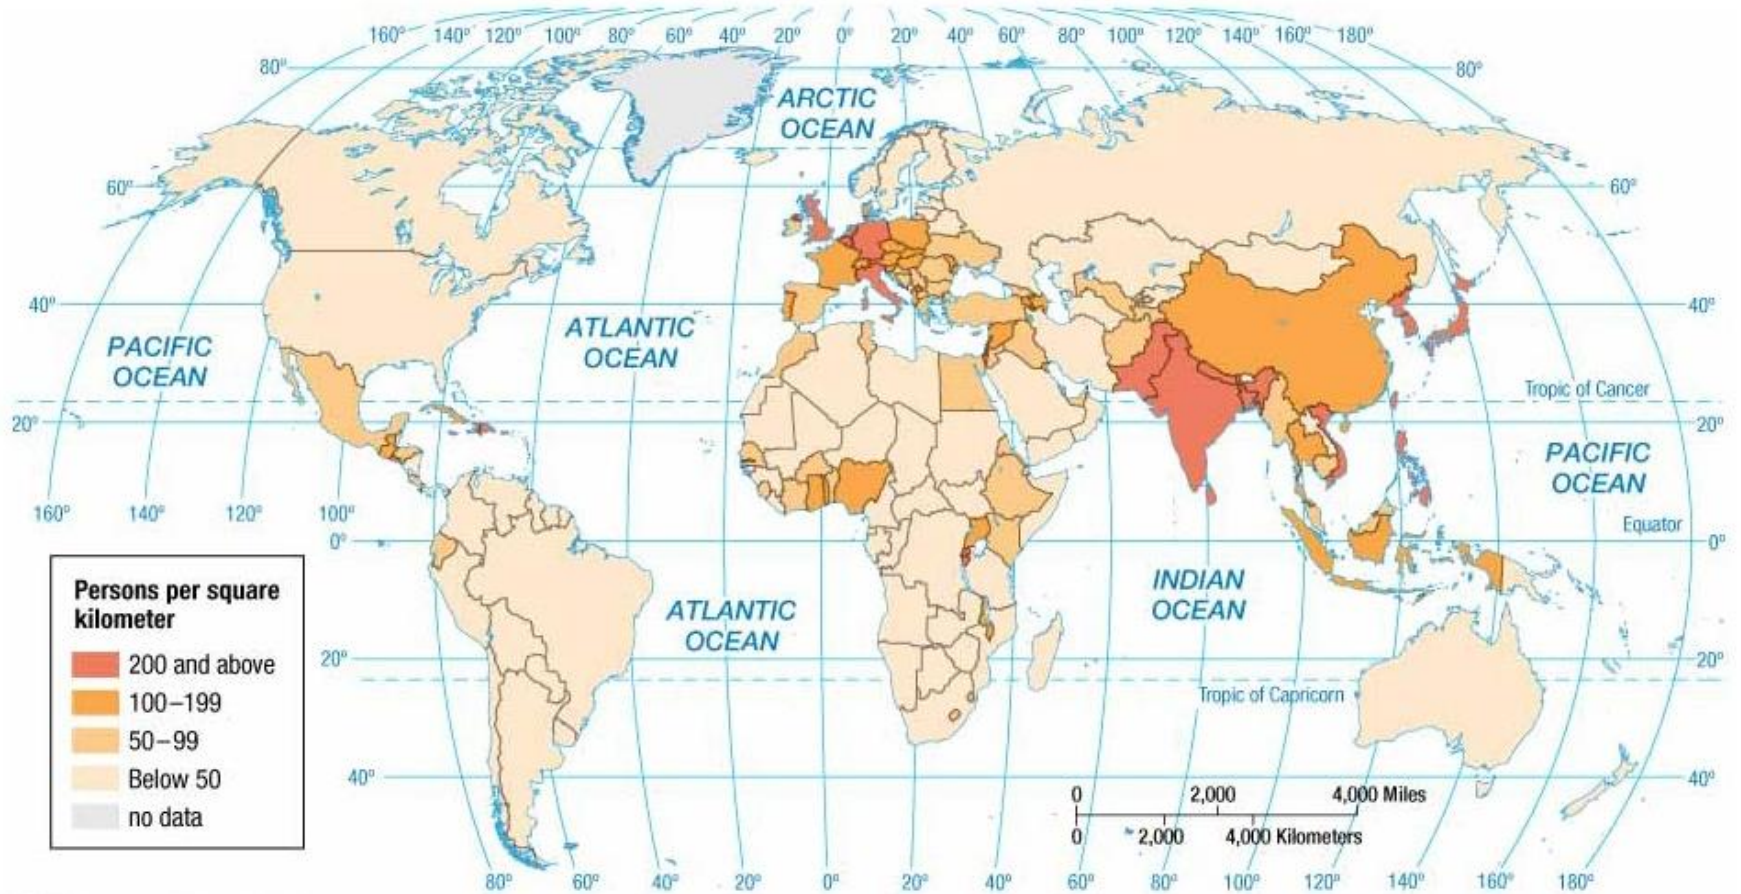 160° 140° 120° 100° 80° 60° 40° 20° 0° 20° 40° 60° 80° 100° 120° 140° 160° 180°
80° 80°
ARCTIC
OCEAN
60° 60°
40° 40°
PACIFIC
OCEAN
ATLANTIC
OCEAN
Tropic of Cancer
20° 20°
PACIFIC
OCEAN
160° 140° 120° 100°
Equator
0° 0°
INDIAN
OCEAN
ATLANTIC
OCEAN
20° 20°
Tropic of Capricorn
40° 40°
Persons per square
kilometer
200 and above
100–199
50–99
Below 50
no data
0 2,000 4,000 Miles
0 2,000 4,000 Kilometers
80° 60° 40° 20° 0° 20° 40° 60° 80° 100° 120° 140° 160° 180°